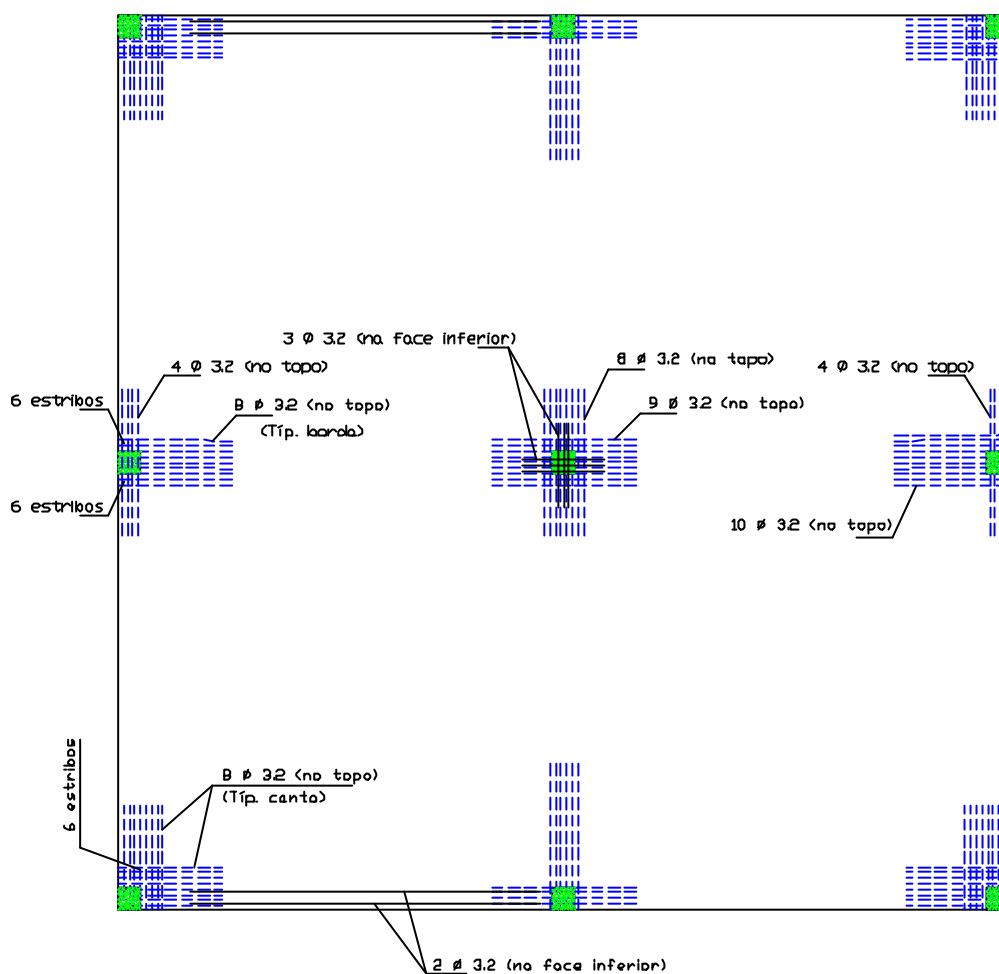 3 Ø 3.2 (na face inferior)
4 Ø 3.2 (no topo)
8 Ø 3.2 (no topo)
4 Ø 3.2 (no topo)
6 estribos
8 Ø 3.2 (no topo)
(Típ. borda)
9 Ø 3.2 (no topo)
6 estribos
10 Ø 3.2 (no topo)
6 estribos
8 Ø 3.2 (no topo)
(Típ. canto)
2 Ø 3.2 (na face inferior)